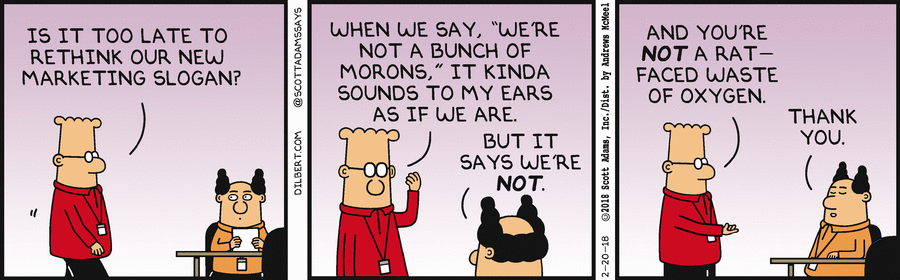 IS IT TOO LATE TO
RETHINK OUR NEW
MARKETING SLOGAN?
DILBERT.COM @SCOTTADAMSSAYS
WHEN WE SAY, “WE’RE
NOT A BUNCH OF
MORONS,” IT KINDA
SOUNDS TO MY EARS
AS IF WE ARE.
BUT IT
SAYS WE’RE
NOT.
2-20-18 ©2018 Scott Adams, Inc./Dist. by Andrews McMeel
AND YOU’RE
NOT A RAT–
FACED WASTE
OF OXYGEN.
THANK
YOU.